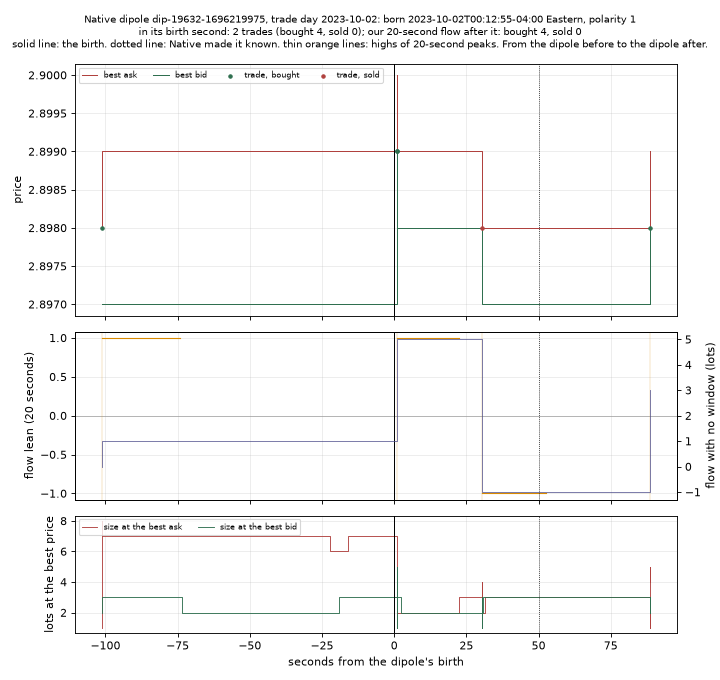 Native dipole dip-19632-1696219975, trade day 2023-10-02: born 2023-10-02T00:12:55-04:00 Eastern, polarity 1
in its birth second: 2 trades (bought 4, sold 0); our 20-second flow after it: bought 4, sold 0
solid line: the birth. dotted line: Native made it known. thin orange lines: highs of 20-second peaks. From the dipole before to the dipole after.
best ask best bid trade, bought trade, sold
2.9000
2.8995
2.8990
2.8985
2.8980
2.8975
2.8970
price
1.0
0.5
0.0
−0.5
−1.0
flow lean (20 seconds)
5
4
3
2
1
0
−1
flow with no window (lots)
size at the best ask size at the best bid
8
6
4
2
lots at the best price
−100 −75 −50 −25 0 25 50 75
seconds from the dipole's birth